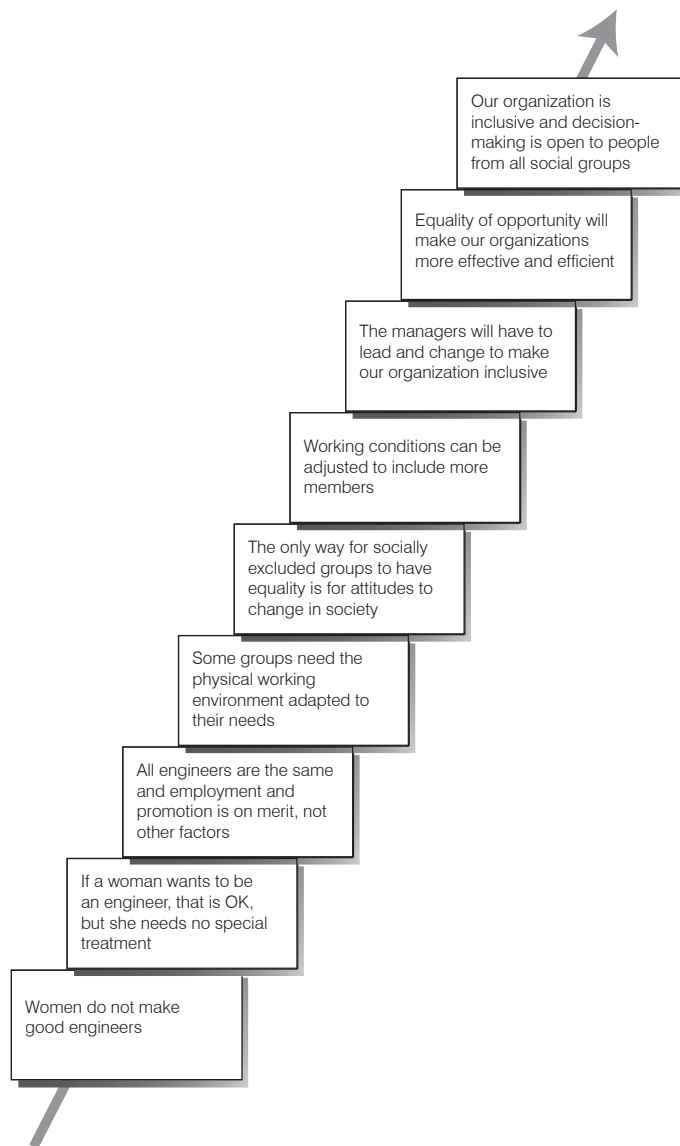 Our organization is
inclusive and decision-
making is open to people
from all social groups
Equality of opportunity will
make our organizations
more effective and efficient
The managers will have to
lead and change to make
our organization inclusive
Working conditions can be
adjusted to include more
members
The only way for socially
excluded groups to have
equality is for attitudes to
change in society
Some groups need the
physical working
environment adapted to
their needs
All engineers are the same
and employment and
promotion is on merit, not
other factors
If a woman wants to be
an engineer, that is OK,
but she needs no special
treatment
Women do not make
good engineers